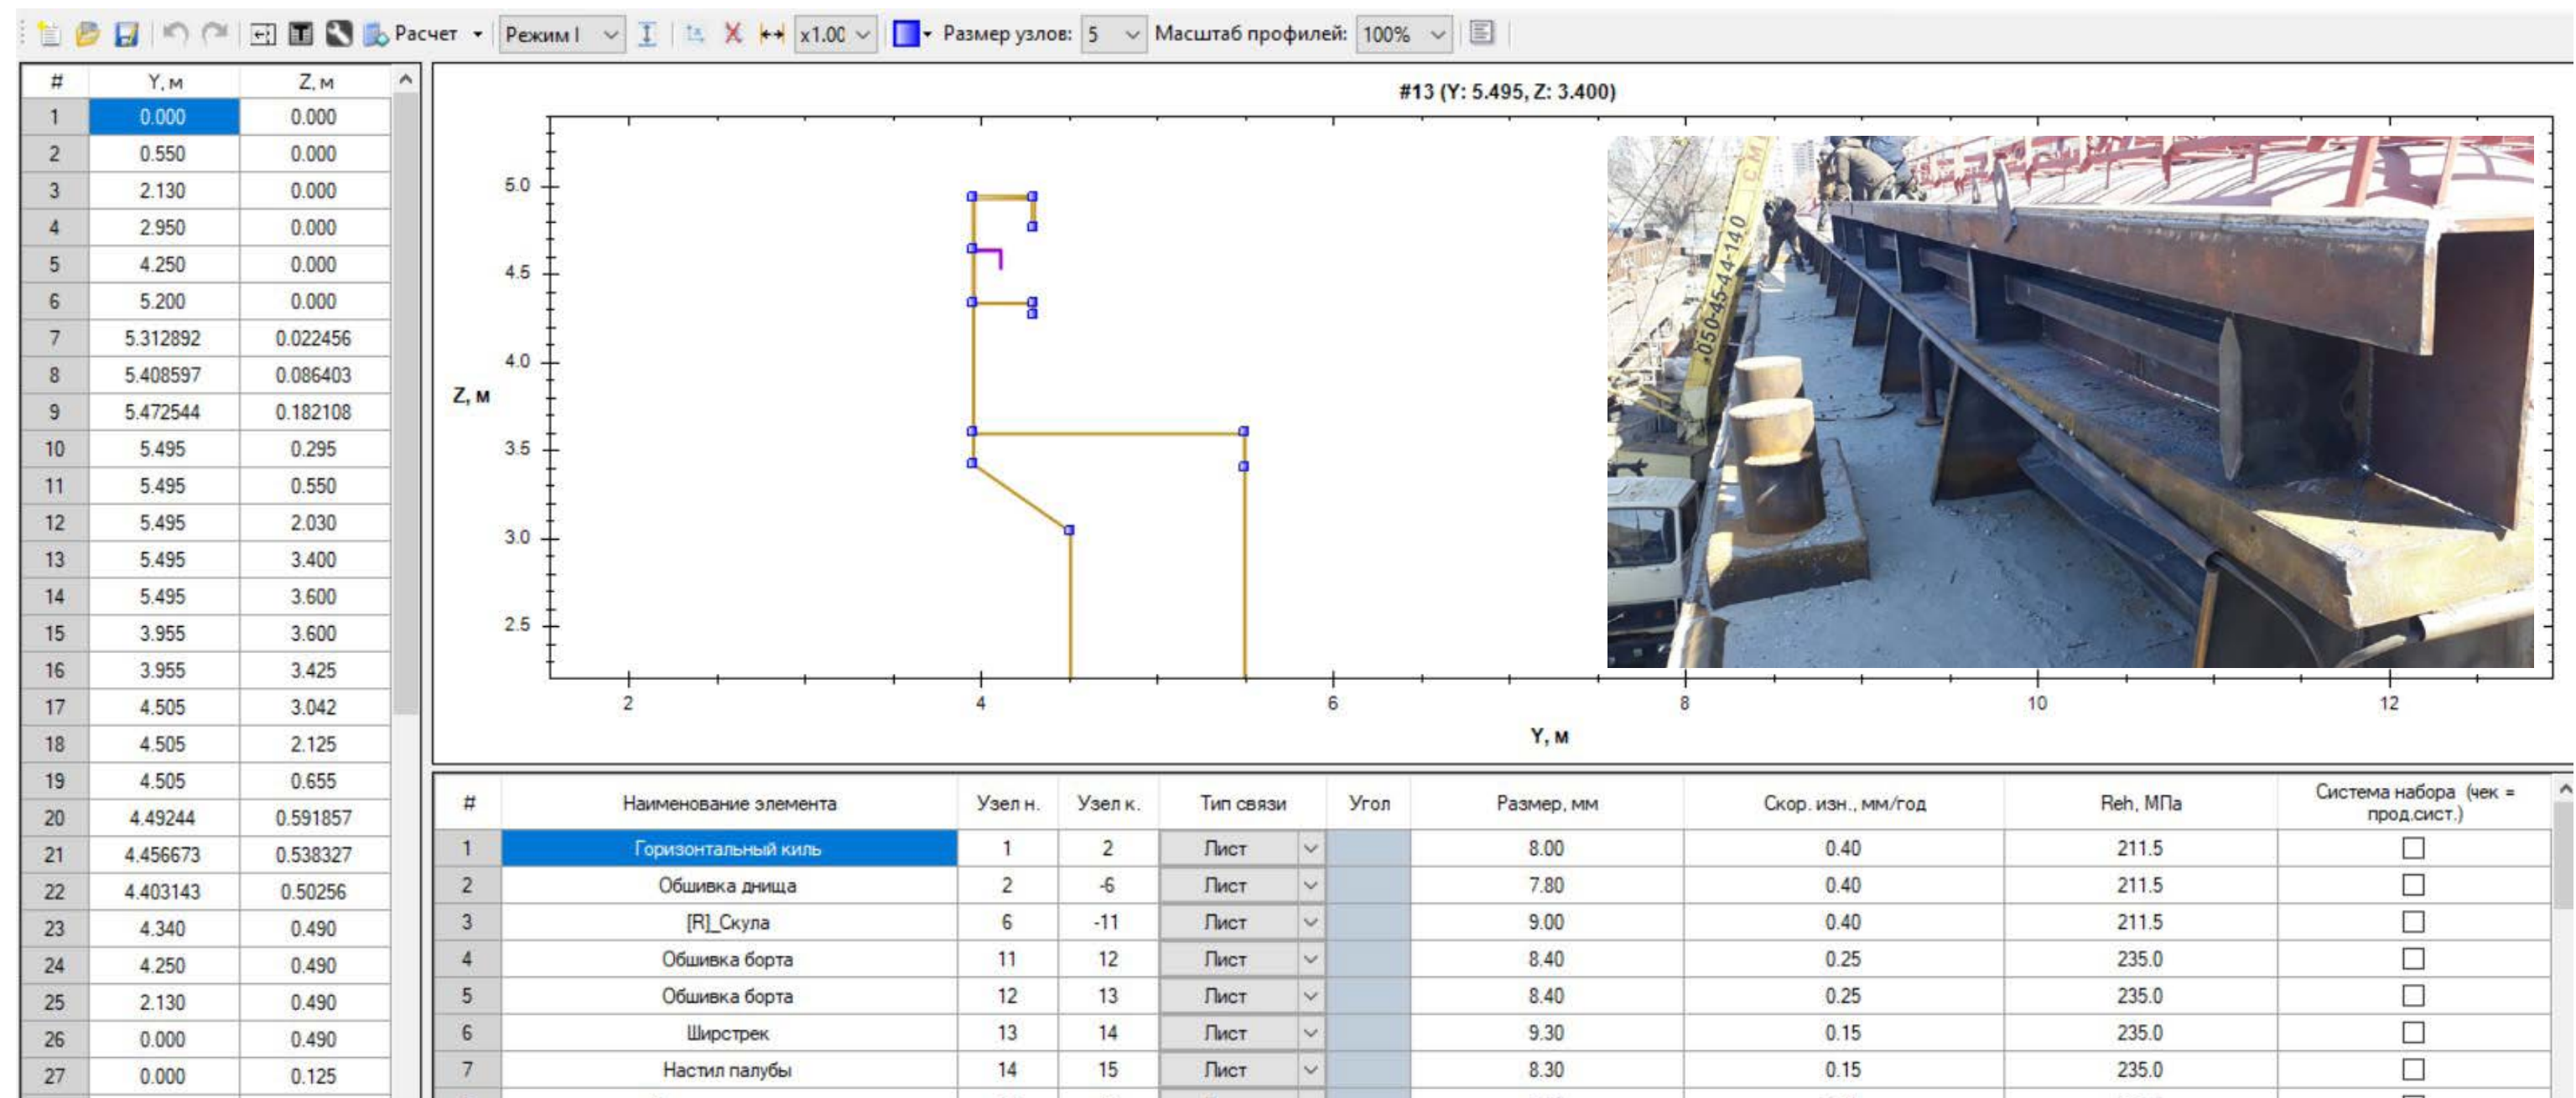 Расчет Режим I x1.00 Размер узлов: 5 Масштаб профилей: 100%
# Y, м Z, м
1 0.000 0.000
2 0.550 0.000
3 2.130 0.000
4 2.950 0.000
5 4.250 0.000
6 5.200 0.000
7 5.312892 0.022456
8 5.408597 0.086403
9 5.472544 0.182108
10 5.495 0.295
11 5.495 0.550
12 5.495 2.030
13 5.495 3.400
14 5.495 3.600
15 3.955 3.600
16 3.955 3.425
17 4.505 3.042
18 4.505 2.125
19 4.505 0.655
20 4.49244 0.591857
21 4.456673 0.538327
22 4.403143 0.50256
23 4.340 0.490
24 4.250 0.490
25 2.130 0.490
26 0.000 0.490
27 0.000 0.125
#13 (Y: 5.495, Z: 3.400)
5.0
4.5
4.0
Z, м
3.5
3.0
2.5
2 4 6 8 10 12
Y, м
СМ
050-45-44-140
# Наименование элемента Узел н. Узел к. Тип связи Угол Размер, мм Скор. изн., мм/год Reh, МПа Система набора (чек =
прод.сист.)
1 Горизонтальный киль 1 2 Лист 8.00 0.40 211.5
2 Обшивка днища 2 -6 Лист 7.80 0.40 211.5
3 [R]_Скула 6 -11 Лист 9.00 0.40 211.5
4 Обшивка борта 11 12 Лист 8.40 0.25 235.0
5 Обшивка борта 12 13 Лист 8.40 0.25 235.0
6 Ширстрек 13 14 Лист 9.30 0.15 235.0
7 Настил палубы 14 15 Лист 8.30 0.15 235.0